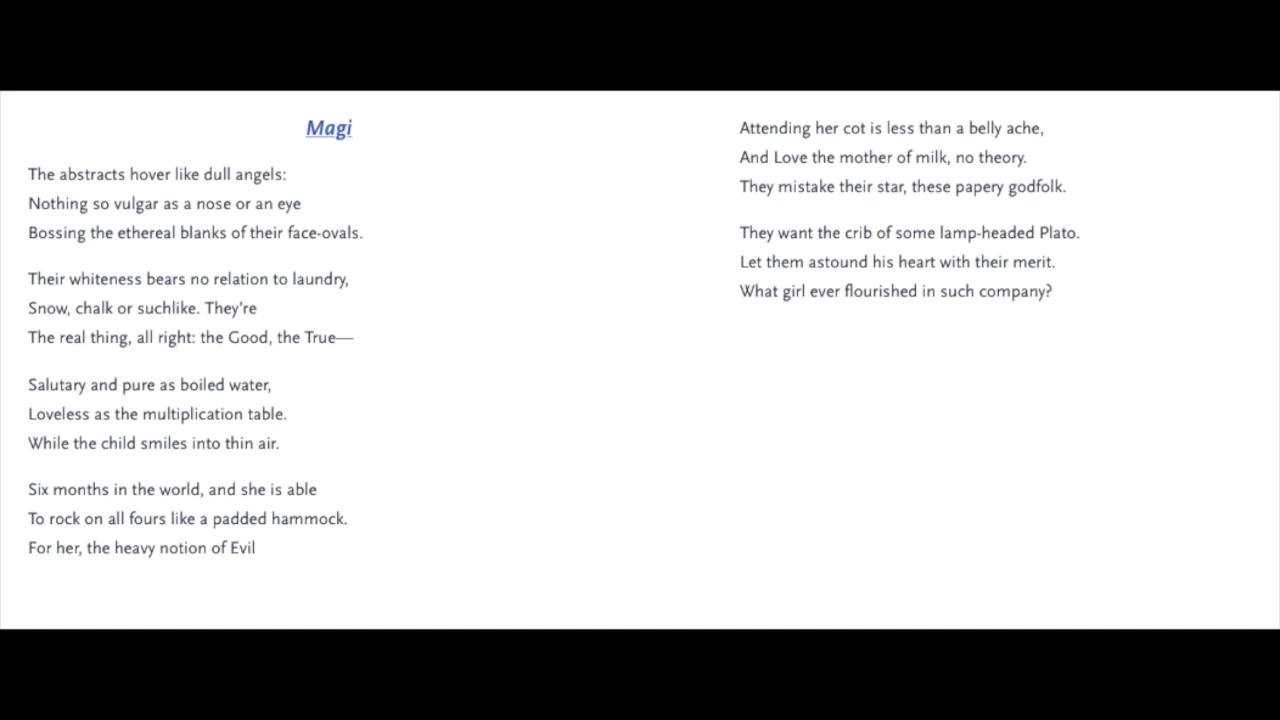 Magi
The abstracts hover like dull angels:
Nothing so vulgar as a nose or an eye
Bossing the ethereal blanks of their face-ovals.
Their whiteness bears no relation to laundry,
Snow, chalk or suchlike. They're
The real thing, all right: the Good, the True—
Salutary and pure as boiled water,
Loveless as the multiplication table.
While the child smiles into thin air.
Six months in the world, and she is able
To rock on all fours like a padded hammock.
For her, the heavy notion of Evil
Attending her cot is less than a belly ache,
And Love the mother of milk, no theory.
They mistake their star, these papery godfolk.
They want the crib of some lamp-headed Plato.
Let them astound his heart with their merit.
What girl ever flourished in such company?